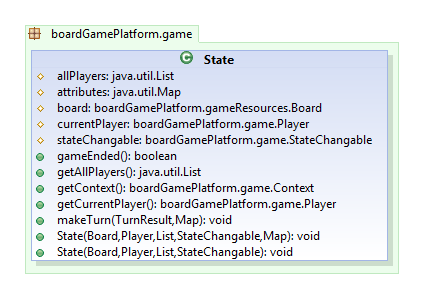 boardGamePlatform.game
State
allPlayers: java.util.List
attributes: java.util.Map
board: boardGamePlatform.gameResources.Board
currentPlayer: boardGamePlatform.game.Player
stateChangable: boardGamePlatform.game.StateChangable
gameEnded(): boolean
getAllPlayers(): java.util.List
getContext(): boardGamePlatform.game.Context
getCurrentPlayer(): boardGamePlatform.game.Player
makeTurn(TurnResult,Map): void
State(Board,Player,List,StateChangable,Map): void
State(Board,Player,List,StateChangable): void